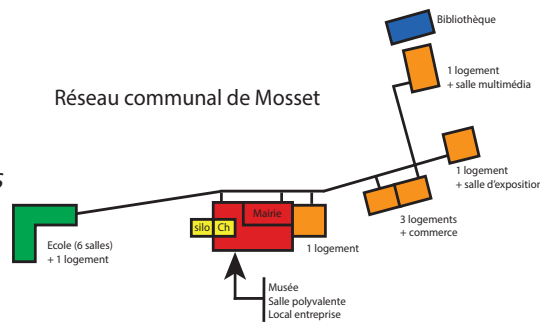 Bibliothèque
1 logement
+ salle multimédia
Réseau communal de Mosset
s
1 logement
+ salle d'exposition
3 logements
+ commerce
Mairie
silo
Ch
Ecole (6 salles)
+ 1 logement
1 logement
Musée
Salle polyvalente
Local entreprise